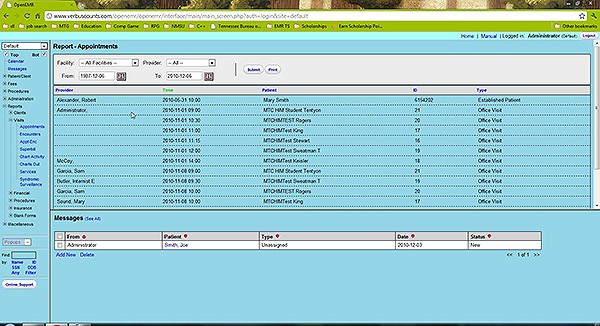 OpenEMR
www.verbuscounts.com/openemr/openemr/interface/main/main_screen.php?auth=login&site=default
dl job search MTG Education Comp Game RPG HMMJ C++ Tennessee Bureau o... EMR TS Scholarships Earn Scholarship Poi... Other bookmarks
Home | Manual | Logged in: Administrator (Default) Logout
Default
Top Bot
Calendar
Messages
Patient/Client
Fees
Procedures
Administration
Reports
Clients
Visits
Appointments
Encounters
Appt-Enc
Superbill
Chart Activity
Charts Out
Services
Syndromic
Surveillance
Financial
Procedures
Insurance
Blank Forms
Miscellaneous
Popups
Find:
by: Name ID
SSN DOB
Any Filter
Online Support
Report - Appointments
Facility: -- All Facilities -- Provider: -- All --
From: 1987-12-06 To: 2010-12-06
Submit Print
Provider Time Patient ID Type
Alexander, Robert 2010-05-31 10:00 Mary Smith 6154202 Established Patient
Administrator, 2010-11-01 09:00 MTC HIM Student Tentyon 21 Office Visit
2010-11-01 10:30 MTCHIMTEST Rogers 20 Office Visit
2010-11-01 11:00 MTCHIMTest King 17 Office Visit
2010-11-01 11:15 MTCHIMTest Stewart 16 Office Visit
2010-11-01 12:00 MTCHIMTest Sweatman T 19 Office Visit
McCoy, 2010-11-01 14:00 MTCHIMTest Keisler 18 Office Visit
Garcia, Sam 2010-11-08 09:00 MTC HIM Student Tentyon 21 Office Visit
Butler, Internist E 2010-11-08 09:30 MTCHIMTest Sweatman T 19 Office Visit
Garcia, Sam 2010-11-08 10:00 MTCHIMTEST Rogers 20 Office Visit
Sound, Mary 2010-11-08 10:00 MTCHIMTest King 17 Office Visit
Messages (See All)
From Patient Type Date Status
Administrator Smith, Joe Unassigned 2010-12-03 New
Add New Delete << 1 of 1 >>